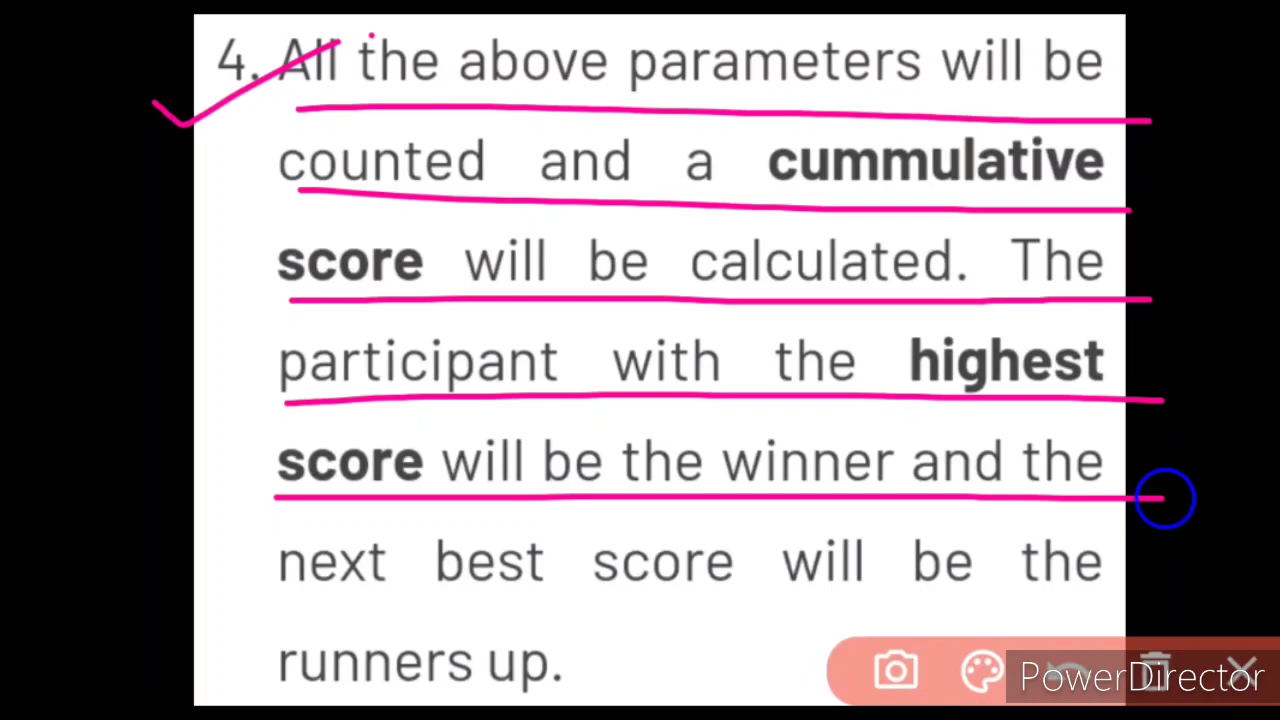 4. All the above parameters will be
counted and a cummulative
score will be calculated. The
participant with the highest
score will be the winner and the
next best score will be the
runners up.
PowerDirector